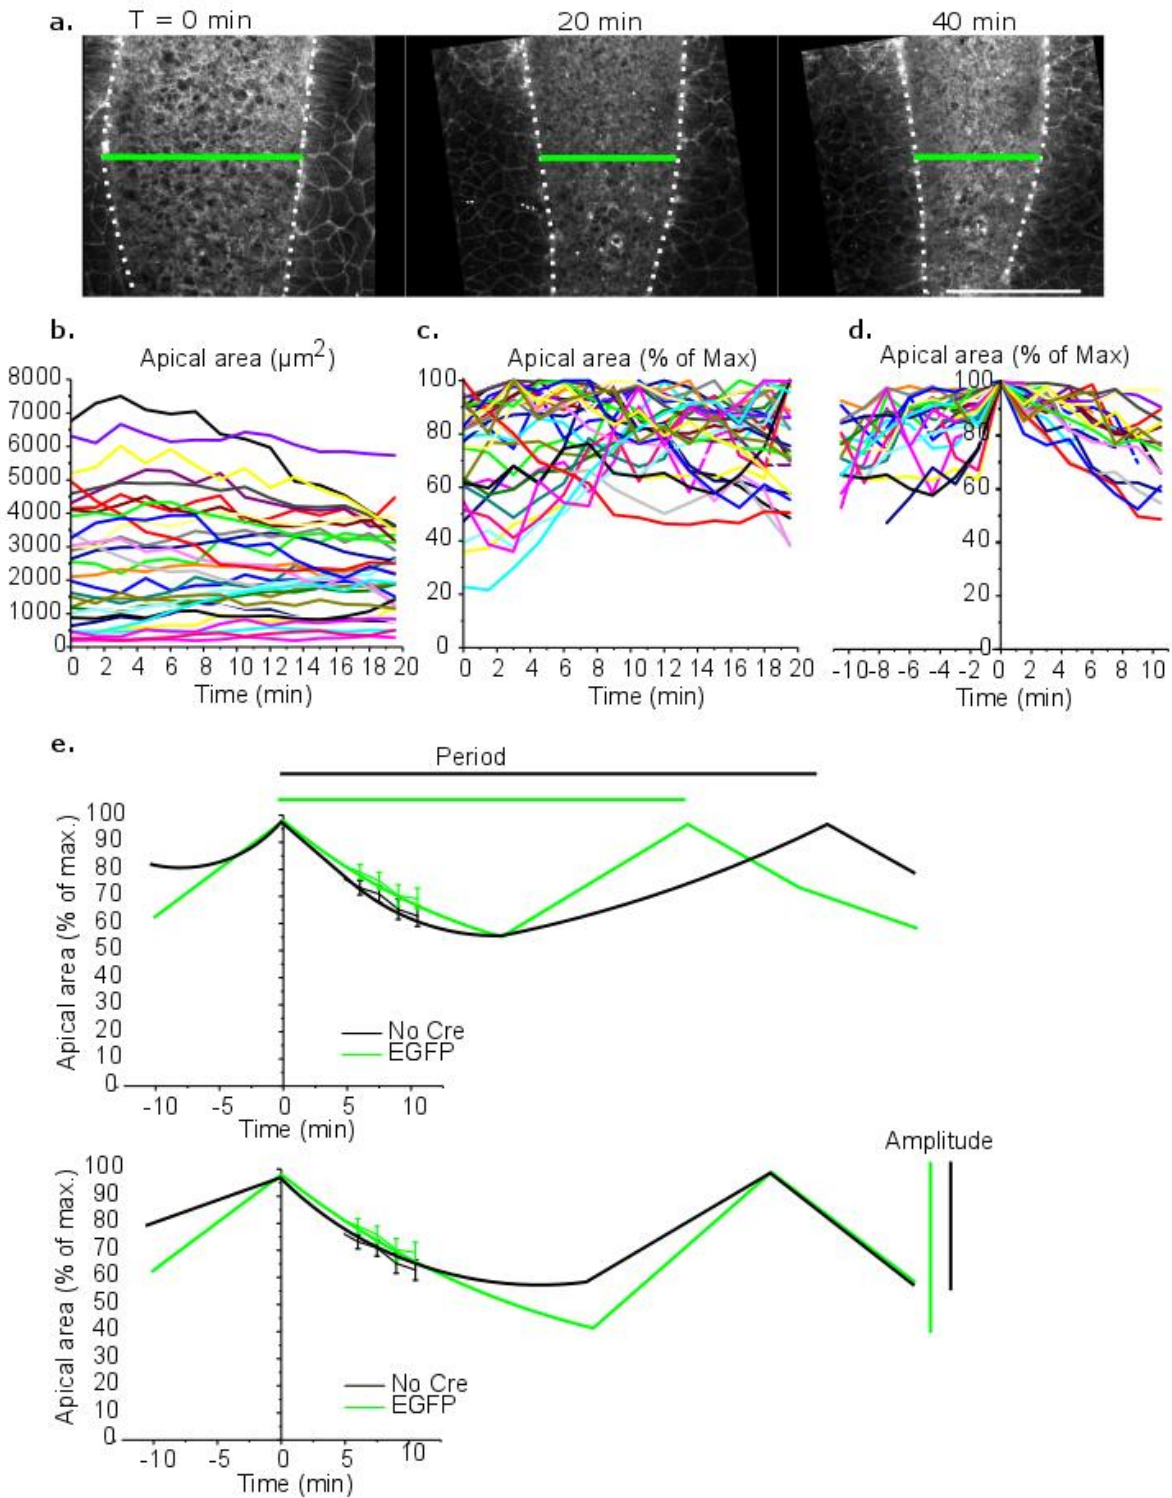 a. T = 0 min 20 min 40 min
b. c. d.
Apical area (µm2) Apical area (% of Max) Apical area (% of Max)
8000
7000
6000
5000
4000
3000
2000
1000
0
0 2 4 6 8 10 12 14 16 18 20
Time (min)
100
80
60
40
20
0
0 2 4 6 8 10 12 14 16 18 20
Time (min)
100
80
60
40
20
0
-10 -8 -6 -4 -2 0 2 4 6 8 10
Time (min)
e.
Period
Apical area (% of max.)
100
90
80
70
60
50
40
30
20
10
0
No Cre
EGFP
-10 -5 0 5 10
Time (min)
Amplitude
Apical area (% of max.)
100
90
80
70
60
50
40
30
20
10
0
No Cre
EGFP
-10 -5 0 5 10
Time (min)